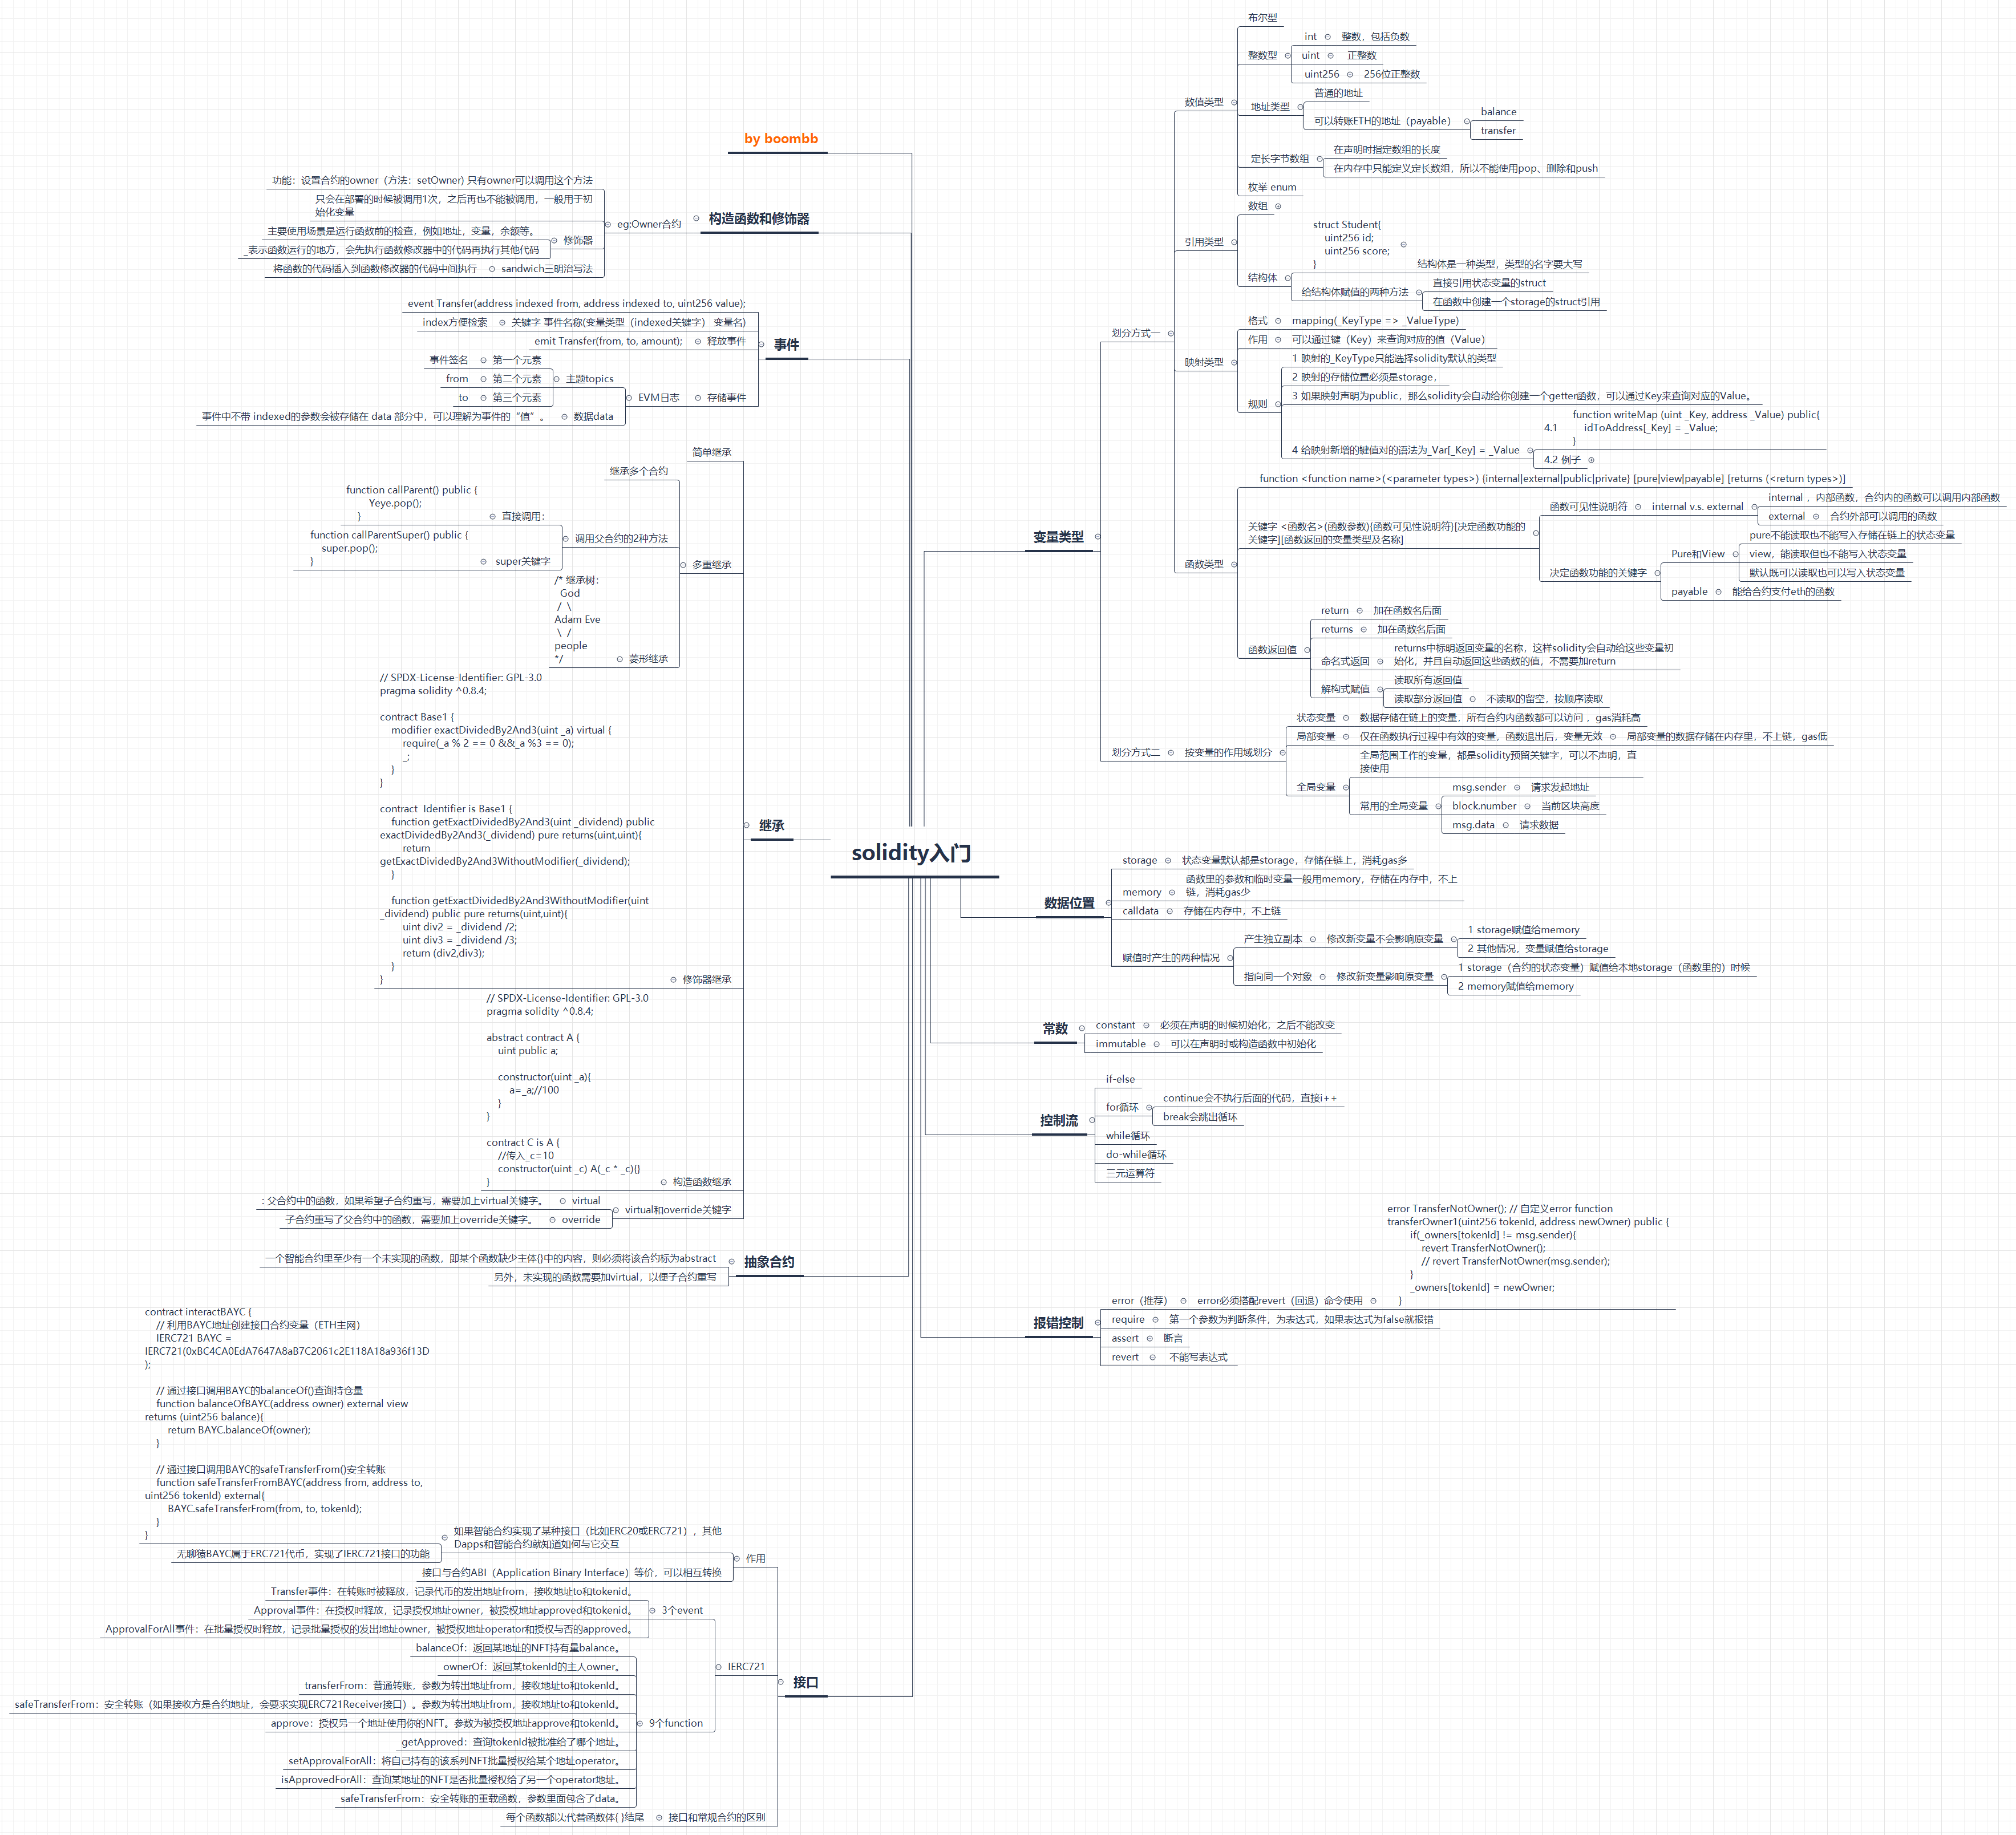 solidity入门
by boombb
构造函数和修饰器
eg:Owner合约
功能：设置合约的owner（方法：setOwner) 只有owner可以调用这个方法
只会在部署的时候被调用1次，之后再也不能被调用，一般用于初
始化变量
修饰器
主要使用场景是运行函数前的检查，例如地址，变量，余额等。
_表示函数运行的地方，会先执行函数修改器中的代码再执行其他代码
sandwich三明治写法
将函数的代码插入到函数修改器的代码中间执行
事件
event Transfer(address indexed from, address indexed to, uint256 value);
关键字 事件名称(变量类型（indexed关键字） 变量名)
index方便检索
释放事件
emit Transfer(from, to, amount);
存储事件
EVM日志
主题topics
第一个元素
事件签名
第二个元素
from
第三个元素
to
数据data
事件中不带 indexed的参数会被存储在 data 部分中，可以理解为事件的“值”。
继承
简单继承
多重继承
继承多个合约
调用父合约的2种方法
直接调用：
function callParent() public {
Yeye.pop();
}
super关键字
function callParentSuper() public {
super.pop();
}
菱形继承
/* 继承树：
God
/ \
Adam Eve
\ /
people
*/
修饰器继承
// SPDX-License-Identifier: GPL-3.0
pragma solidity ^0.8.4;
contract Base1 {
modifier exactDividedBy2And3(uint _a) virtual {
require(_a % 2 == 0 &&_a %3 == 0);
_;
}
}
contract  Identifier is Base1 {
function getExactDividedBy2And3(uint _dividend) public
exactDividedBy2And3(_dividend) pure returns(uint,uint){
return
getExactDividedBy2And3WithoutModifier(_dividend);
}
function getExactDividedBy2And3WithoutModifier(uint
_dividend) public pure returns(uint,uint){
uint div2 = _dividend /2;
uint div3 = _dividend /3;
return (div2,div3);
}
}
构造函数继承
// SPDX-License-Identifier: GPL-3.0
pragma solidity ^0.8.4;
abstract contract A {
uint public a;
constructor(uint _a){
a=_a;//100
}
}
contract C is A {
//传入_c=10
constructor(uint _c) A(_c * _c){}
}
virtual和override关键字
virtual
: 父合约中的函数，如果希望子合约重写，需要加上virtual关键字。
override
子合约重写了父合约中的函数，需要加上override关键字。
抽象合约
一个智能合约里至少有一个未实现的函数，即某个函数缺少主体{}中的内容，则必须将该合约标为abstract
另外，未实现的函数需要加virtual，以便子合约重写
接口
作用
如果智能合约实现了某种接口（比如ERC20或ERC721），其他
Dapps和智能合约就知道如何与它交互
contract interactBAYC {
// 利用BAYC地址创建接口合约变量（ETH主网）
IERC721 BAYC =
IERC721(0xBC4CA0EdA7647A8aB7C2061c2E118A18a936f13D
);
// 通过接口调用BAYC的balanceOf()查询持仓量
function balanceOfBAYC(address owner) external view
returns (uint256 balance){
return BAYC.balanceOf(owner);
}
// 通过接口调用BAYC的safeTransferFrom()安全转账
function safeTransferFromBAYC(address from, address to,
uint256 tokenId) external{
BAYC.safeTransferFrom(from, to, tokenId);
}
}
无聊猿BAYC属于ERC721代币，实现了IERC721接口的功能
接口与合约ABI（Application Binary Interface）等价，可以相互转换
IERC721
3个event
Transfer事件：在转账时被释放，记录代币的发出地址from，接收地址to和tokenid。
Approval事件：在授权时释放，记录授权地址owner，被授权地址approved和tokenid。
ApprovalForAll事件：在批量授权时释放，记录批量授权的发出地址owner，被授权地址operator和授权与否的approved。
9个function
balanceOf：返回某地址的NFT持有量balance。
ownerOf：返回某tokenId的主人owner。
transferFrom：普通转账，参数为转出地址from，接收地址to和tokenId。
safeTransferFrom：安全转账（如果接收方是合约地址，会要求实现ERC721Receiver接口）。参数为转出地址from，接收地址to和tokenId。
approve：授权另一个地址使用你的NFT。参数为被授权地址approve和tokenId。
getApproved：查询tokenId被批准给了哪个地址。
setApprovalForAll：将自己持有的该系列NFT批量授权给某个地址operator。
isApprovedForAll：查询某地址的NFT是否批量授权给了另一个operator地址。
safeTransferFrom：安全转账的重载函数，参数里面包含了data。
接口和常规合约的区别
每个函数都以;代替函数体{ }结尾
变量类型
划分方式一
数值类型
布尔型
整数型
int
整数，包括负数
uint
正整数
uint256
256位正整数
地址类型
普通的地址
可以转账ETH的地址（payable）
balance
transfer
定长字节数组
在声明时指定数组的长度
在内存中只能定义定长数组，所以不能使用pop、删除和push
枚举 enum
引用类型
数组
结构体
struct Student{
uint256 id;
uint256 score;
}
结构体是一种类型，类型的名字要大写
给结构体赋值的两种方法
直接引用状态变量的struct
在函数中创建一个storage的struct引用
映射类型
格式
mapping(_KeyType => _ValueType)
作用
可以通过键（Key）来查询对应的值（Value）
规则
1 映射的_KeyType只能选择solidity默认的类型
2 映射的存储位置必须是storage，
3 如果映射声明为public，那么solidity会自动给你创建一个getter函数，可以通过Key来查询对应的Value。
4 给映射新增的键值对的语法为_Var[_Key] = _Value
4.1
function writeMap (uint _Key, address _Value) public{
idToAddress[_Key] = _Value;
}
4.2 例子
函数类型
function <function name>(<parameter types>) {internal|external|public|private} [pure|view|payable] [returns (<return types>)]
关键字 <函数名>(函数参数){函数可见性说明符}[决定函数功能的
关键字][函数返回的变量类型及名称]
函数可见性说明符
internal v.s. external
internal ，内部函数，合约内的函数可以调用内部函数
external
合约外部可以调用的函数
决定函数功能的关键字
Pure和View
pure不能读取也不能写入存储在链上的状态变量
view，能读取但也不能写入状态变量
默认既可以读取也可以写入状态变量
payable
能给合约支付eth的函数
函数返回值
return
加在函数名后面
returns
加在函数名后面
命名式返回
returns中标明返回变量的名称，这样solidity会自动给这些变量初
始化，并且自动返回这些函数的值，不需要加return
解构式赋值
读取所有返回值
读取部分返回值
不读取的留空，按顺序读取
划分方式二
按变量的作用域划分
状态变量
数据存储在链上的变量，所有合约内函数都可以访问 ，gas消耗高
局部变量
仅在函数执行过程中有效的变量，函数退出后，变量无效
局部变量的数据存储在内存里，不上链，gas低
全局变量
全局范围工作的变量，都是solidity预留关键字，可以不声明，直
接使用
常用的全局变量
msg.sender
请求发起地址
block.number
当前区块高度
msg.data
请求数据
数据位置
storage
状态变量默认都是storage，存储在链上，消耗gas多
memory
函数里的参数和临时变量一般用memory，存储在内存中，不上
链，消耗gas少
calldata
存储在内存中，不上链
赋值时产生的两种情况
产生独立副本
修改新变量不会影响原变量
1 storage赋值给memory
2 其他情况，变量赋值给storage
指向同一个对象
修改新变量影响原变量
1 storage（合约的状态变量）赋值给本地storage（函数里的）时候
2 memory赋值给memory
常数
constant
必须在声明的时候初始化，之后不能改变
immutable
可以在声明时或构造函数中初始化
控制流
if-else
for循环
continue会不执行后面的代码，直接i++
break会跳出循环
while循环
do-while循环
三元运算符
报错控制
error（推荐）
error必须搭配revert（回退）命令使用
error TransferNotOwner(); // 自定义error function
transferOwner1(uint256 tokenId, address newOwner) public {
if(_owners[tokenId] != msg.sender){
revert TransferNotOwner();
// revert TransferNotOwner(msg.sender);
}
_owners[tokenId] = newOwner;
}
require
第一个参数为判断条件，为表达式，如果表达式为false就报错
assert
断言
revert
不能写表达式